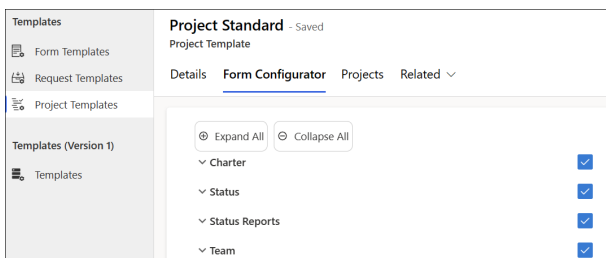 Templates
Form Templates
Request Templates
Project Templates
Templates (Version 1)
Templates
Project Standard - Saved
Project Template
Details Form Configurator Projects Related
Expand All Collapse All
Charter
Status
Status Reports
Team